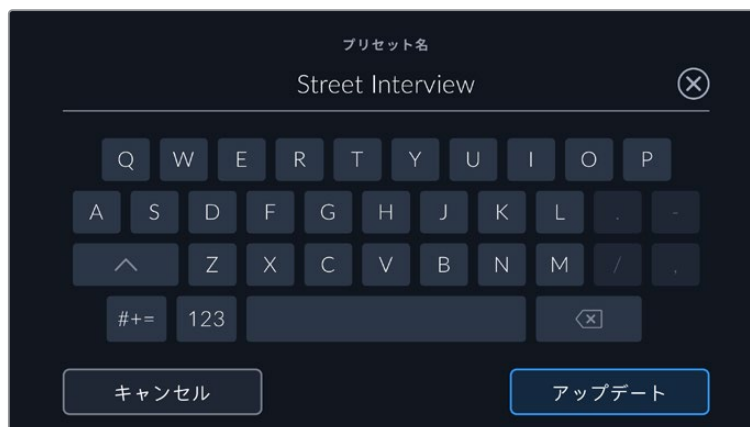 プリセット名
Street Interview
Q W E R T Y U I O P
A S D F G H J K L . -
Z X C V B N M / ,
#+= 123
キャンセル アップデート